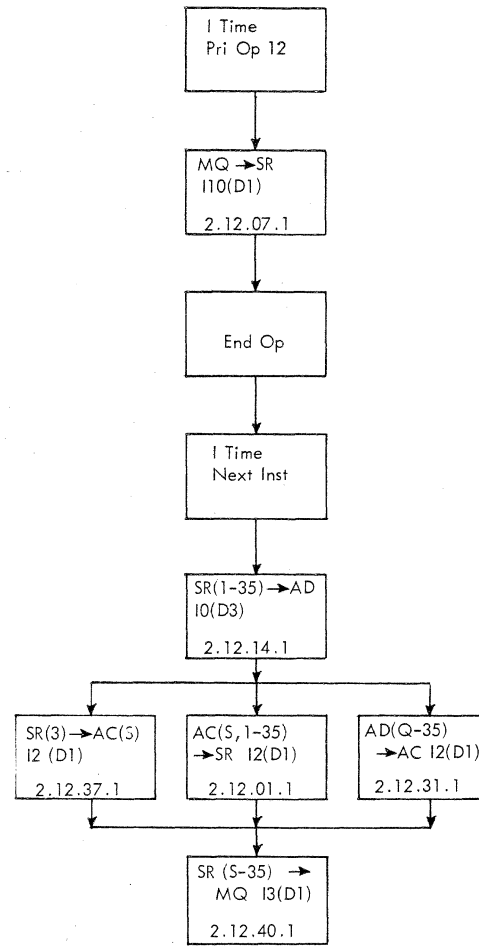 I Time
Pri Op 12
MQ →SR
I10(D1)
2.12.07.1
End Op
I Time
Next Inst
SR(1-35)→AD
I0(D3)
2.12.14.1
SR(3)→AC(S)
I2 (D1)
2.12.37.1
AC(S,1-35)
→SR I2(D1)
2.12.01.1
AD(Q-35)
→AC I2(D1)
2.12.31.1
SR (S-35) →
MQ I3(D1)
2.12.40.1